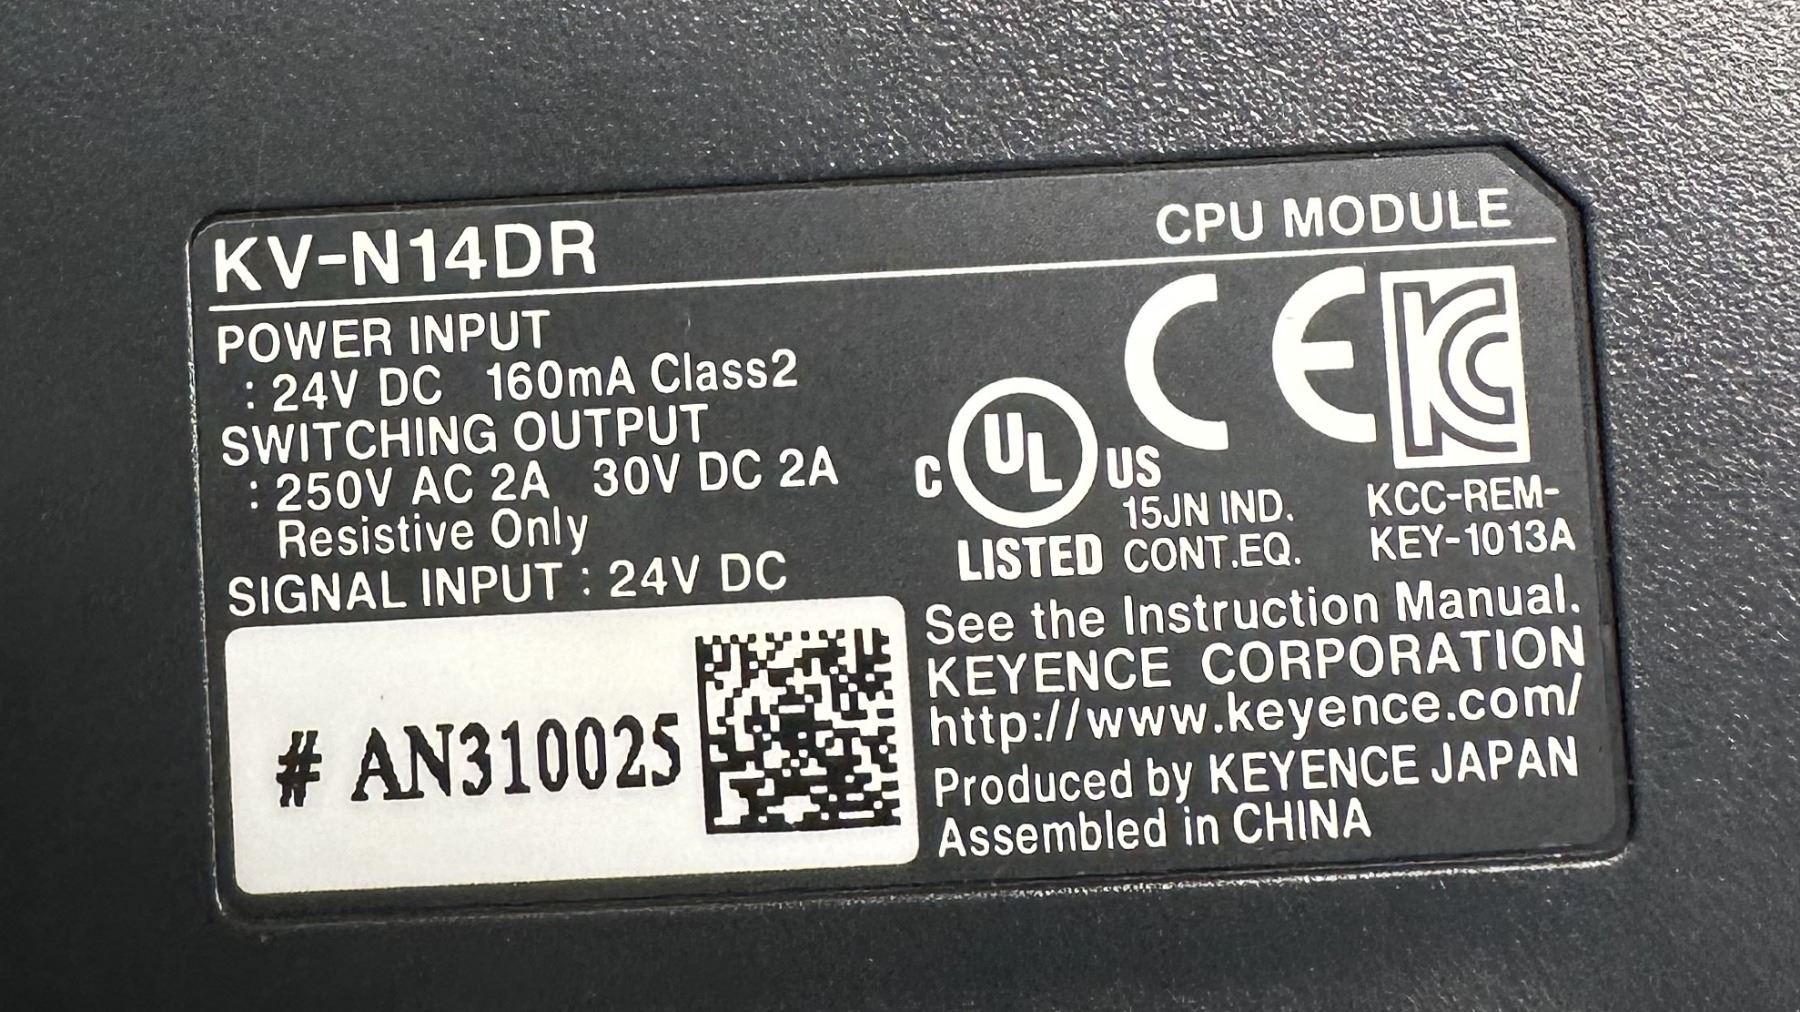 KV-N14DR
CPU MODULE
POWER INPUT
: 24V DC 160mA Class2
SWITCHING OUTPUT
: 250V AC 2A 30V DC 2A
Resistive Only
SIGNAL INPUT : 24V DC
# AN310025
CE
KC
C UL US
LISTED
15JN IND.
CONT.EQ.
KCC-REM-
KEY-1013A
See the Instruction Manual.
KEYENCE CORPORATION
http://www.keyence.com/
Produced by KEYENCE JAPAN
Assembled in CHINA